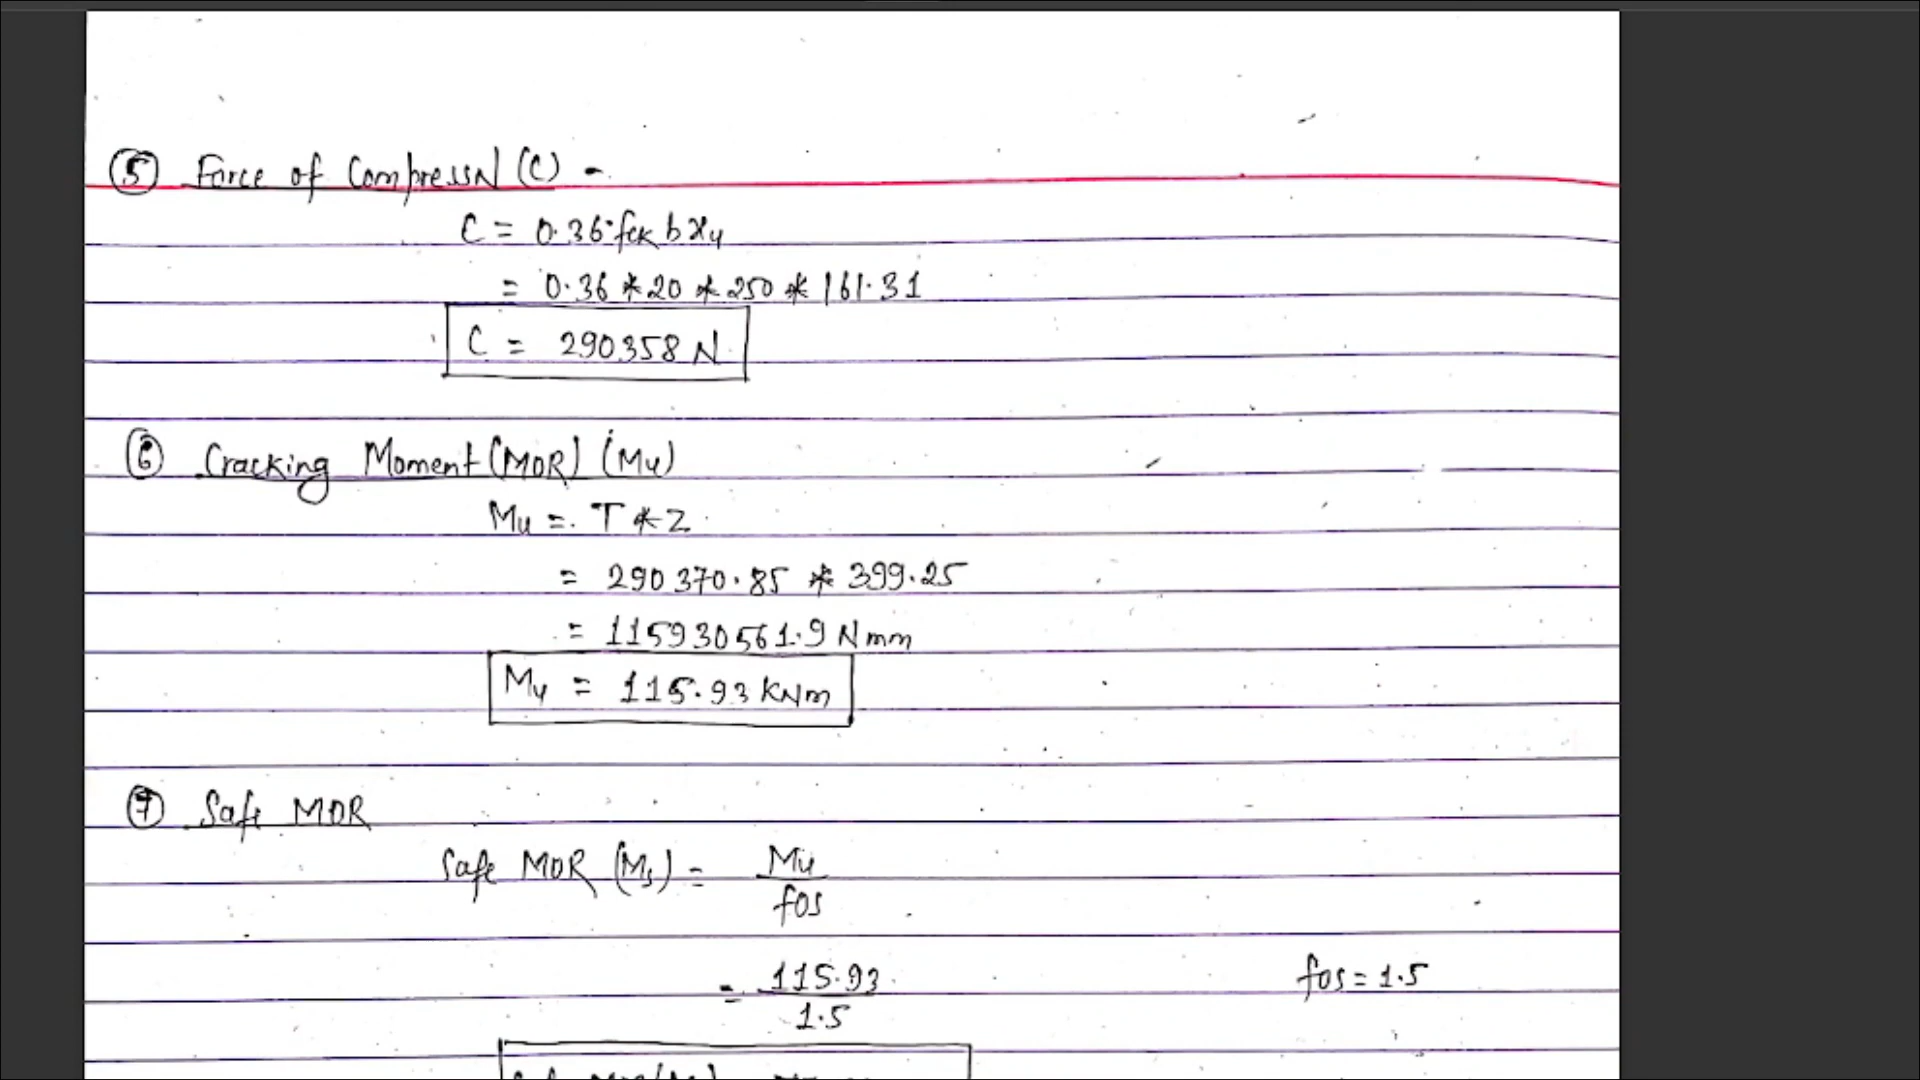 ⑤ Force of CompressN (C) -
C = 0.36 fck b xu
= 0.36 * 20 * 250 * 161.31
C = 290358 N
⑥ Cracking Moment (MOR) (Mu)
Mu = T * Z
= 290370.85 * 399.25
= 115930561.9 Nmm
Mu = 115.93 kNm
⑦ Safe MOR
Safe MOR (Ms) = Mu
fos
= 115.93
1.5
fos = 1.5